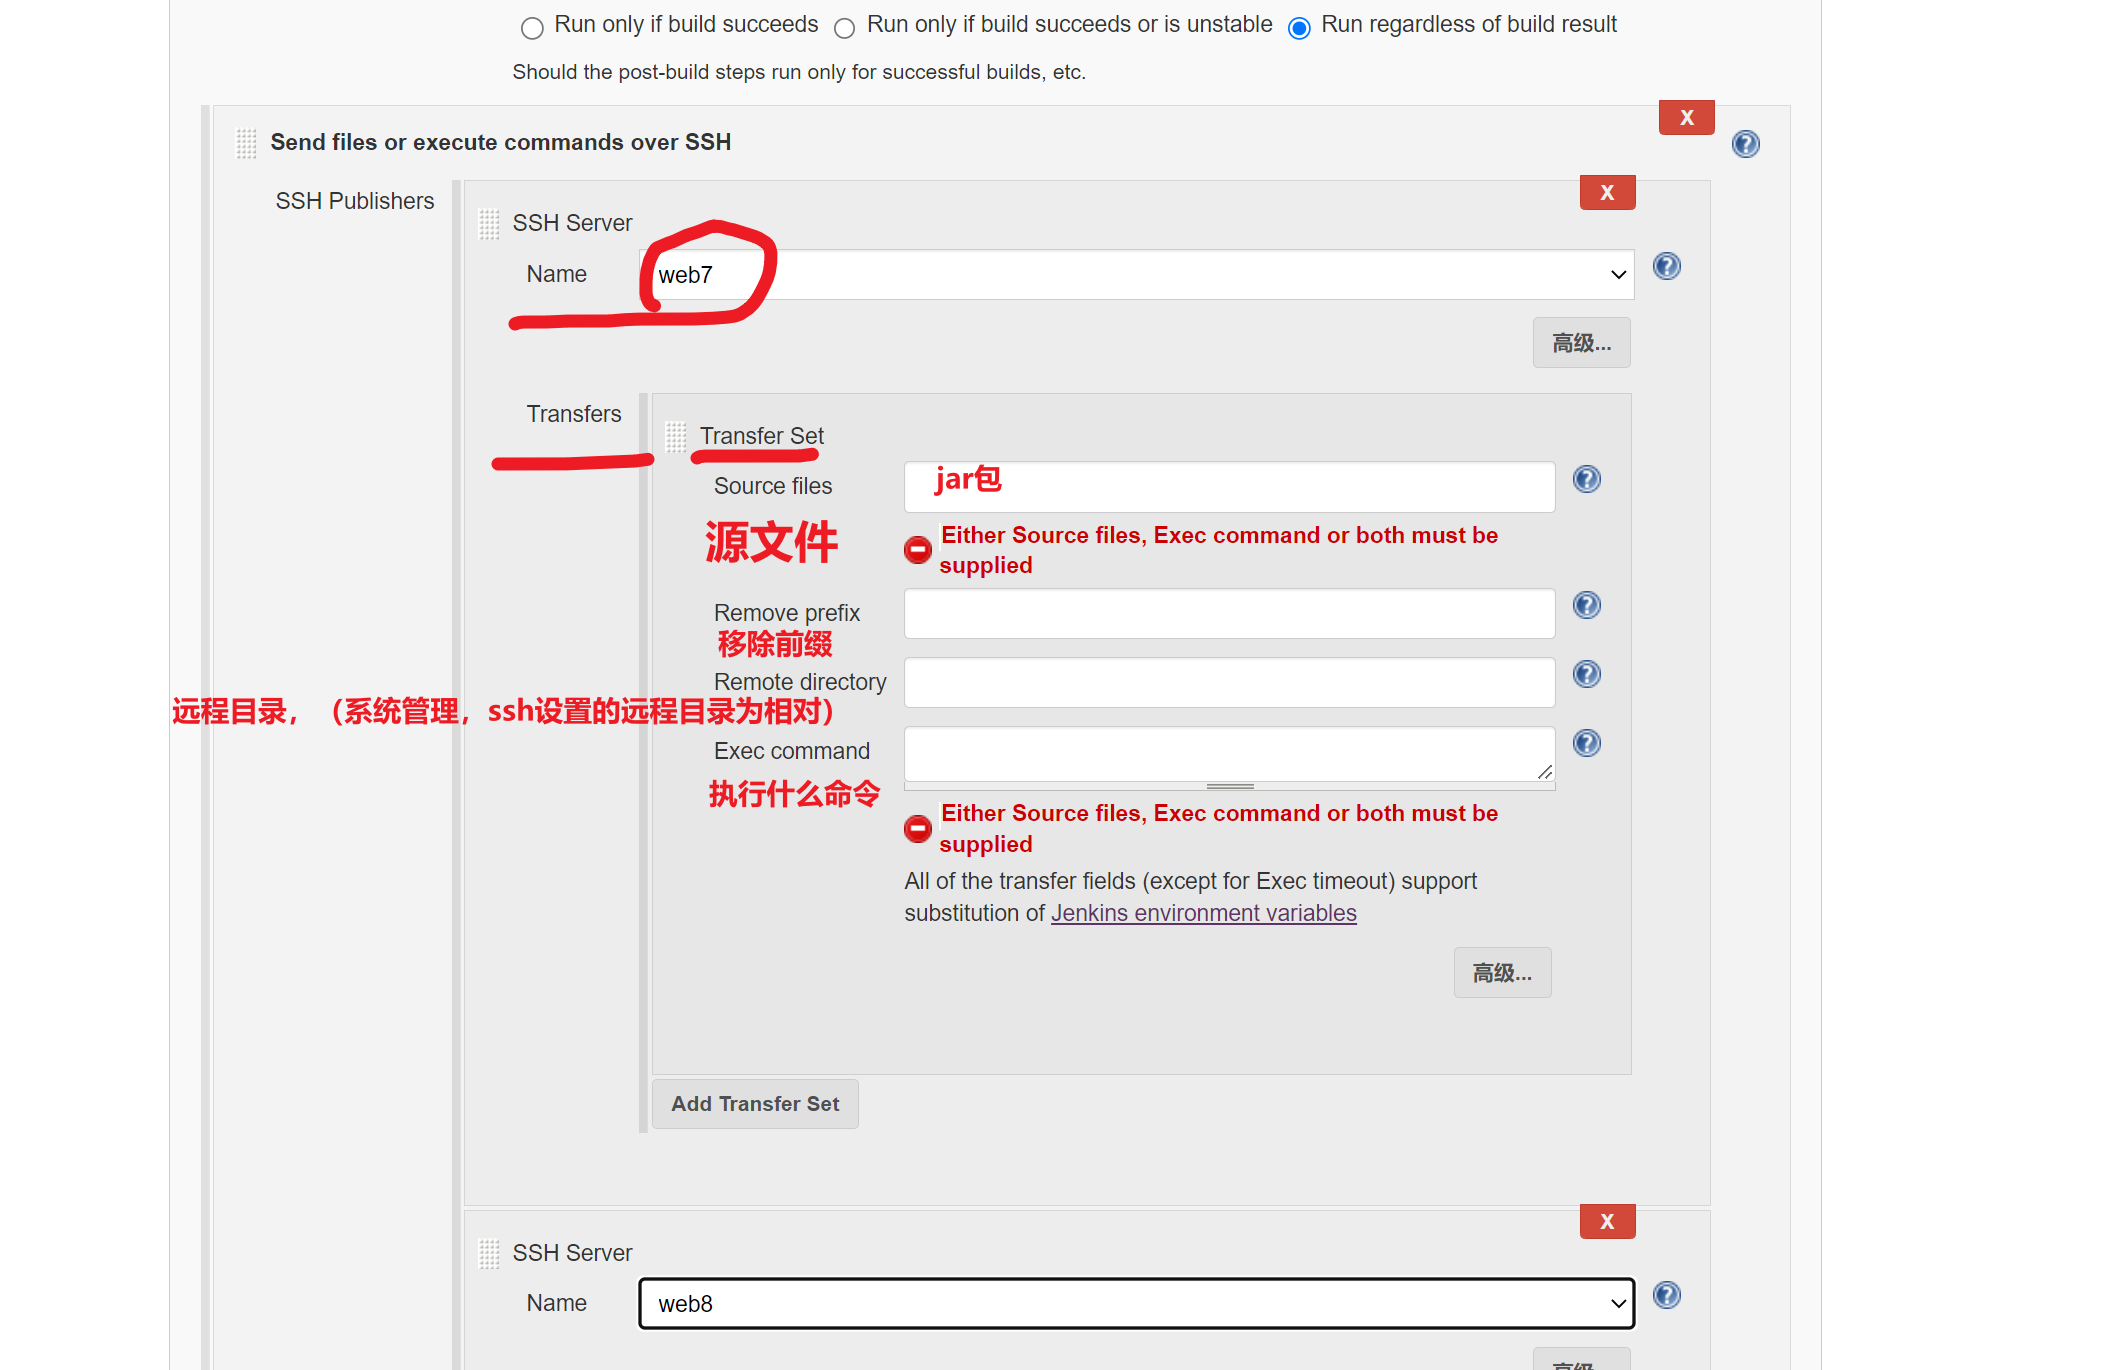 Run only if build succeeds Run only if build succeeds or is unstable Run regardless of build result
Should the post-build steps run only for successful builds, etc.
X
Send files or execute commands over SSH
SSH Publishers
X
SSH Server
Name
web7
高级...
Transfers
Transfer Set
Source files
jar包
源文件
Either Source files, Exec command or both must be
supplied
Remove prefix
移除前缀
Remote directory
远程目录，（系统管理，ssh设置的远程目录为相对）
Exec command
执行什么命令
Either Source files, Exec command or both must be
supplied
All of the transfer fields (except for Exec timeout) support
substitution of Jenkins environment variables
高级...
Add Transfer Set
X
SSH Server
Name
web8
高级...